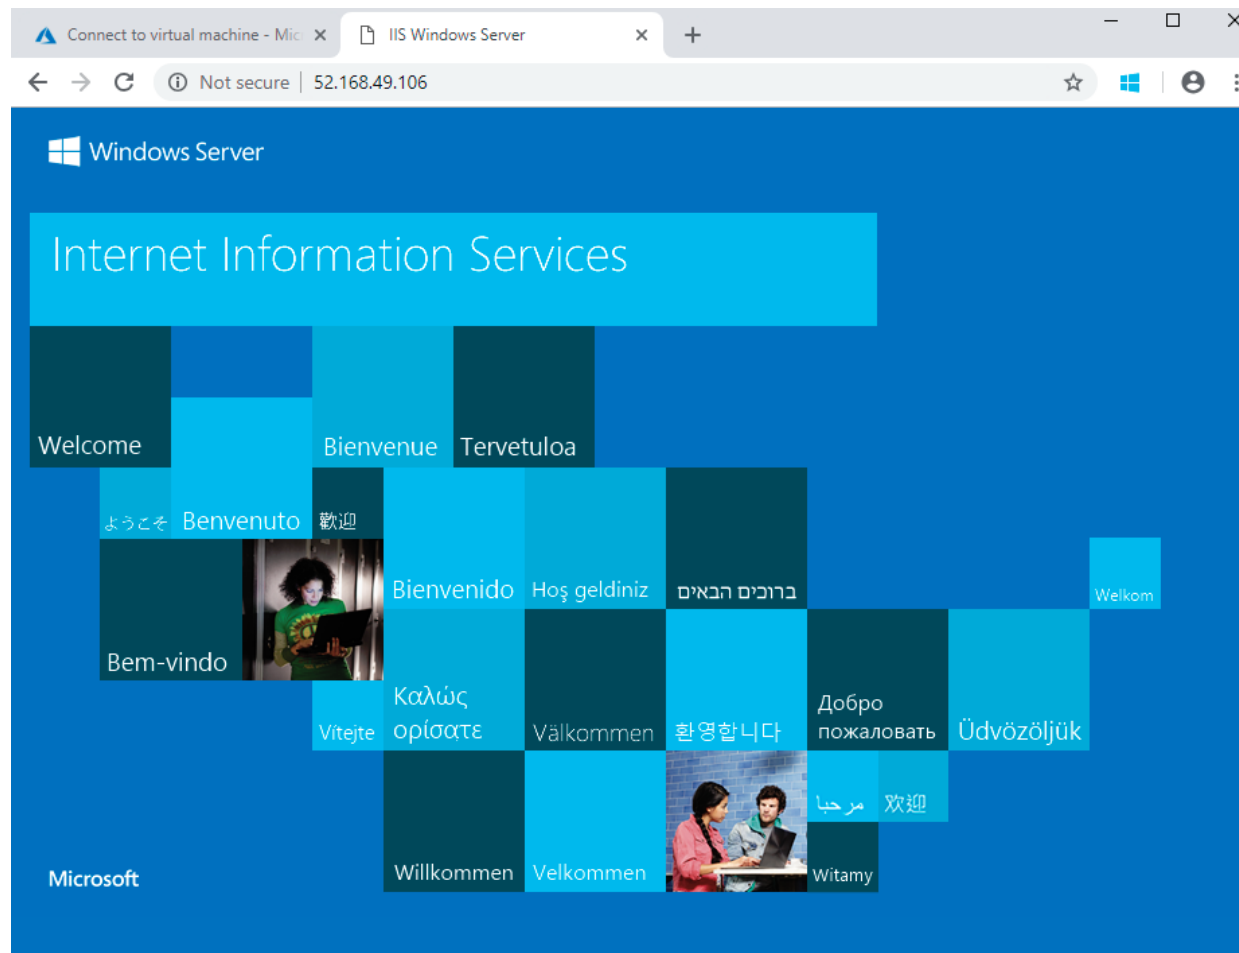 Connect to virtual machine - Mic
IIS Windows Server
Not secure
52.168.49.106
Windows Server
Internet Information Services
Welcome
Bienvenue
Tervetuloa
ようこそ
Benvenuto
歡迎
Bienvenido
Hoş geldiniz
ברוכים הבאים
Welkom
Bem-vindo
Vítejte
Καλώς
ορίσατε
Välkommen
환영합니다
Добро
пожаловать
Üdvözöljük
مرحبا
欢迎
Microsoft
Willkommen
Velkommen
Witamy